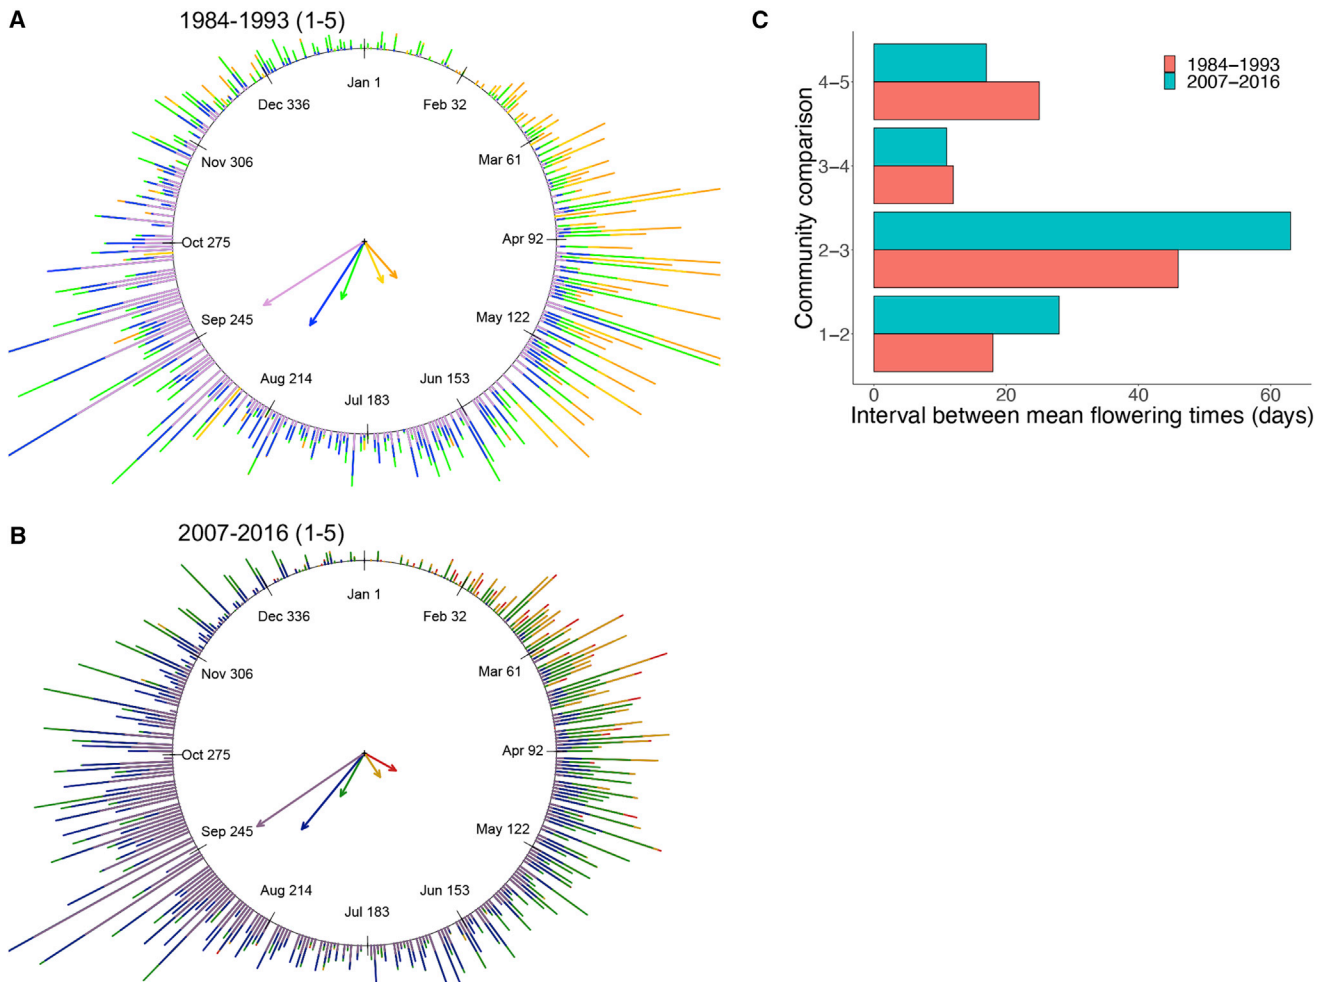 A
1984-1993 (1-5)
Jan 1
Feb 32
Mar 61
Apr 92
May 122
Jun 153
Jul 183
Aug 214
Sep 245
Oct 275
Nov 306
Dec 336
B
2007-2016 (1-5)
Jan 1
Feb 32
Mar 61
Apr 92
May 122
Jun 153
Jul 183
Aug 214
Sep 245
Oct 275
Nov 306
Dec 336
C
1984–1993
2007–2016
Community comparison
4–5
3–4
2–3
1–2
0 20 40 60
Interval between mean flowering times (days)